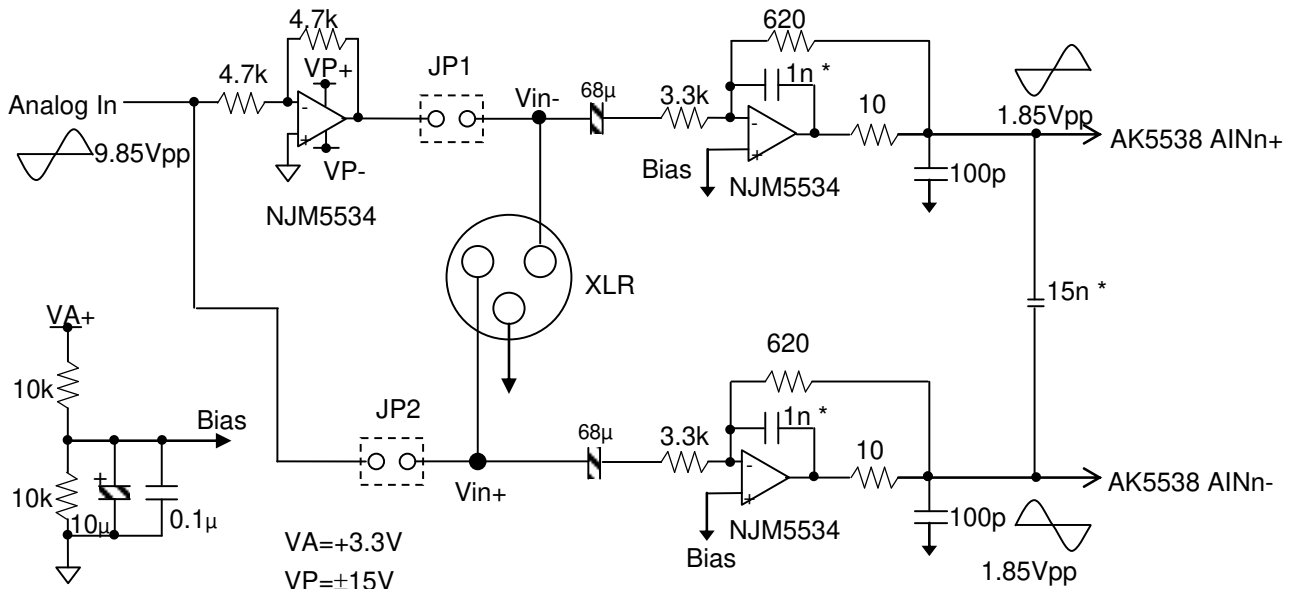 4.7k
620
VP+
JP1
1n *
4.7k
Vin-
68µ
3.3k
10
1.85Vpp
Analog In
-
+
-
+
AK5538 AINn+
9.85Vpp
VP-
Bias
NJM5534
100p
NJM5534
XLR
15n *
VA+
620
10k
JP2
1n *
Bias
68µ
3.3k
10
-
+
AK5538 AINn-
10k
+
10µ
0.1µ
Vin+
NJM5534
100p
VA=+3.3V
Bias
VP=±15V
1.85Vpp